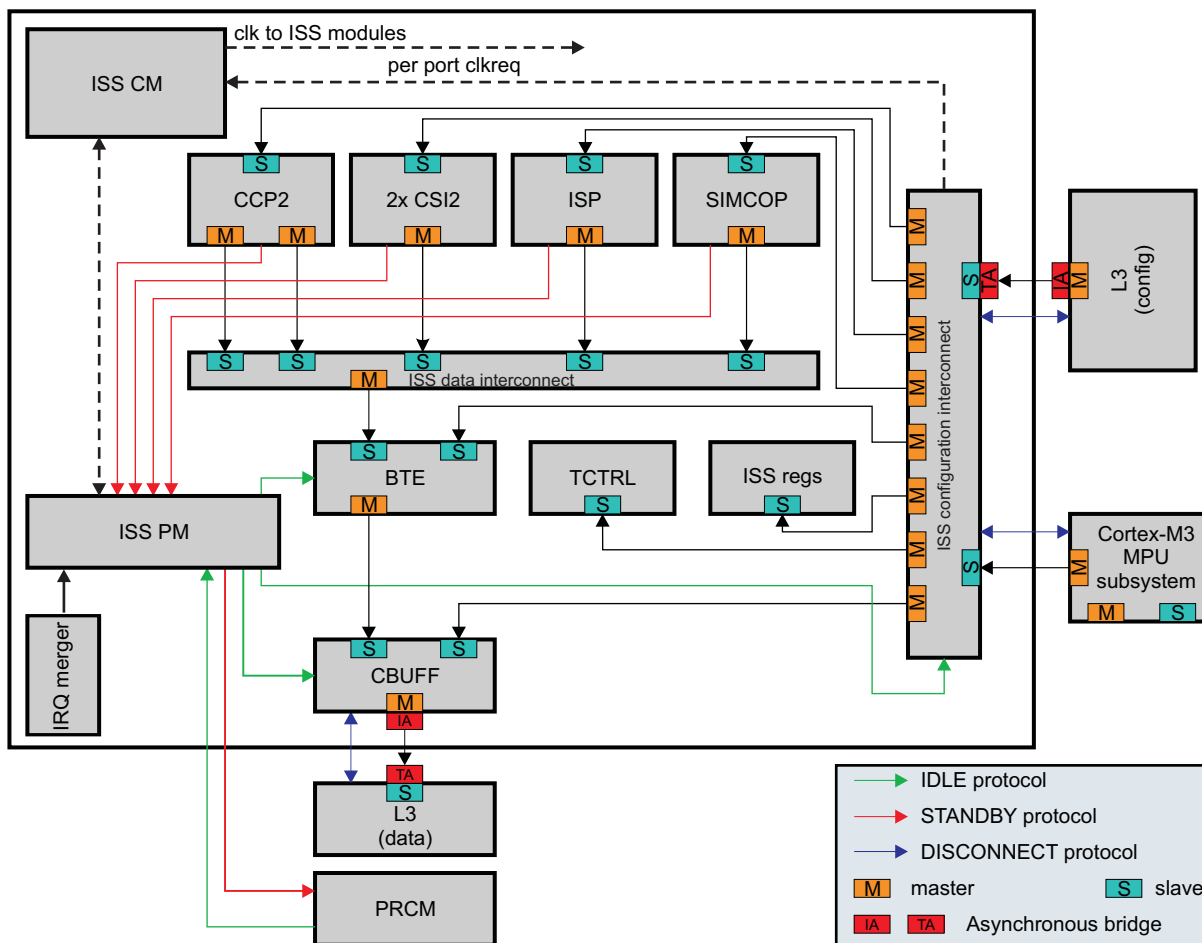 clk to ISS modules
per port clkreq
ISS CM
S
S
S
S
CCP2
2x CSI2
ISP
SIMCOP
M
M
M
M
M
M
M
M
M
M
M
M
M
S
TA
IA
M
L3
(config)
ISS configuration interconnect
S
S
S
S
S
M
ISS data interconnect
S
S
BTE
M
TCTRL
S
ISS regs
S
ISS PM
S
M
Cortex-M3
MPU
subsystem
M
S
IRQ merger
S
S
CBUFF
M
IA
TA
S
L3
(data)
PRCM
IDLE protocol
STANDBY protocol
DISCONNECT protocol
M
master
S
slave
IA
TA
Asynchronous bridge